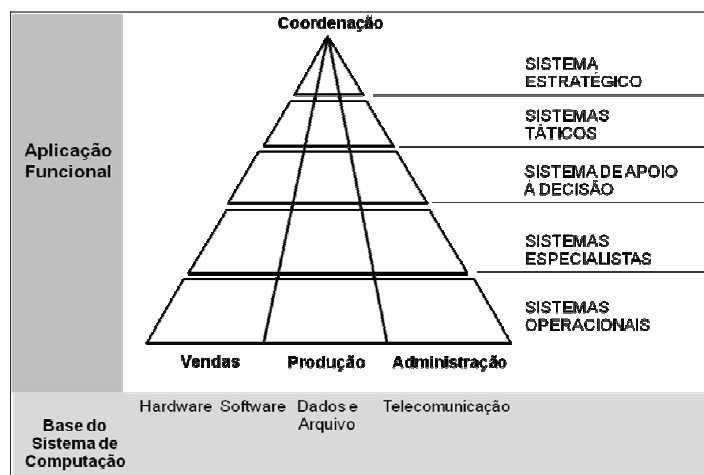 Coordenação
SISTEMA
ESTRATÉGICO
SISTEMAS
TÁTICOS
Aplicação
Funcional
SISTEMA DE APOIO
À DECISÃO
SISTEMAS
ESPECIALISTAS
SISTEMAS
OPERACIONAIS
Vendas Produção Administração
Hardware Software Dados e Telecomunicação
Arquivo
Base do
Sistema de
Computação